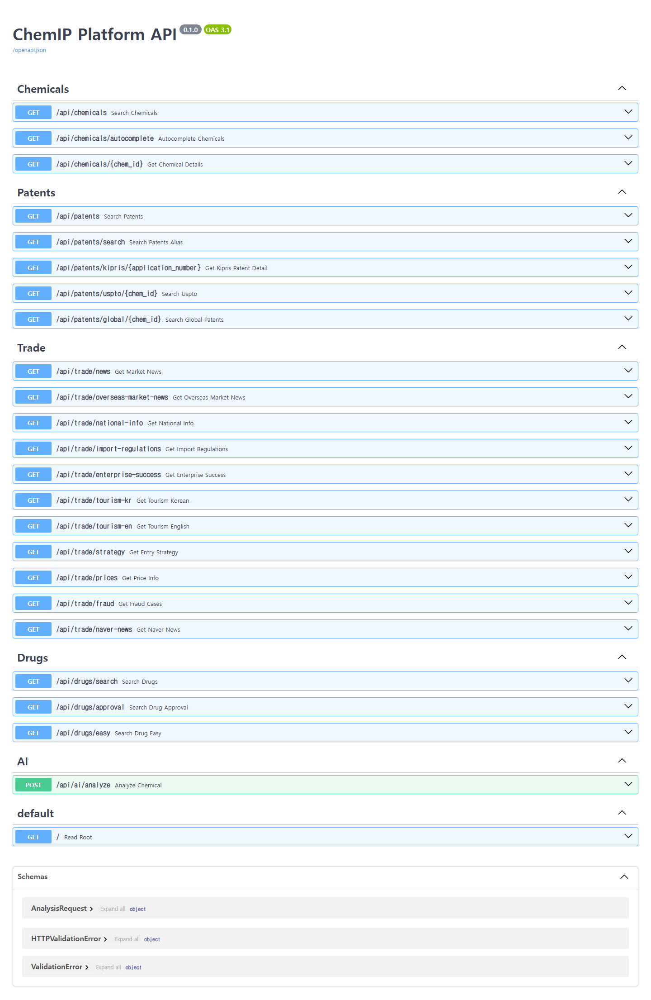 ChemIP Platform API 0.1.0 OAS 3.1
/openapi.json
Chemicals
GET /api/chemicals Search Chemicals
GET /api/chemicals/autocomplete Autocomplete Chemicals
GET /api/chemicals/{chem_id} Get Chemical Details
Patents
GET /api/patents Search Patents
GET /api/patents/search Search Patents Alias
GET /api/patents/kipris/{application_number} Get Kipris Patent Detail
GET /api/patents/uspto/{chem_id} Search Uspto
GET /api/patents/global/{chem_id} Search Global Patents
Trade
GET /api/trade/news Get Market News
GET /api/trade/overseas-market-news Get Overseas Market News
GET /api/trade/national-info Get National Info
GET /api/trade/import-regulations Get Import Regulations
GET /api/trade/enterprise-success Get Enterprise Success
GET /api/trade/tourism-kr Get Tourism Korean
GET /api/trade/tourism-en Get Tourism English
GET /api/trade/strategy Get Entry Strategy
GET /api/trade/prices Get Price Info
GET /api/trade/fraud Get Fraud Cases
GET /api/trade/naver-news Get Naver News
Drugs
GET /api/drugs/search Search Drugs
GET /api/drugs/approval Search Drug Approval
GET /api/drugs/easy Search Drug Easy
AI
POST /api/ai/analyze Analyze Chemical
default
GET / Read Root
Schemas
AnalysisRequest Expand all object
HTTPValidationError Expand all object
ValidationError Expand all object